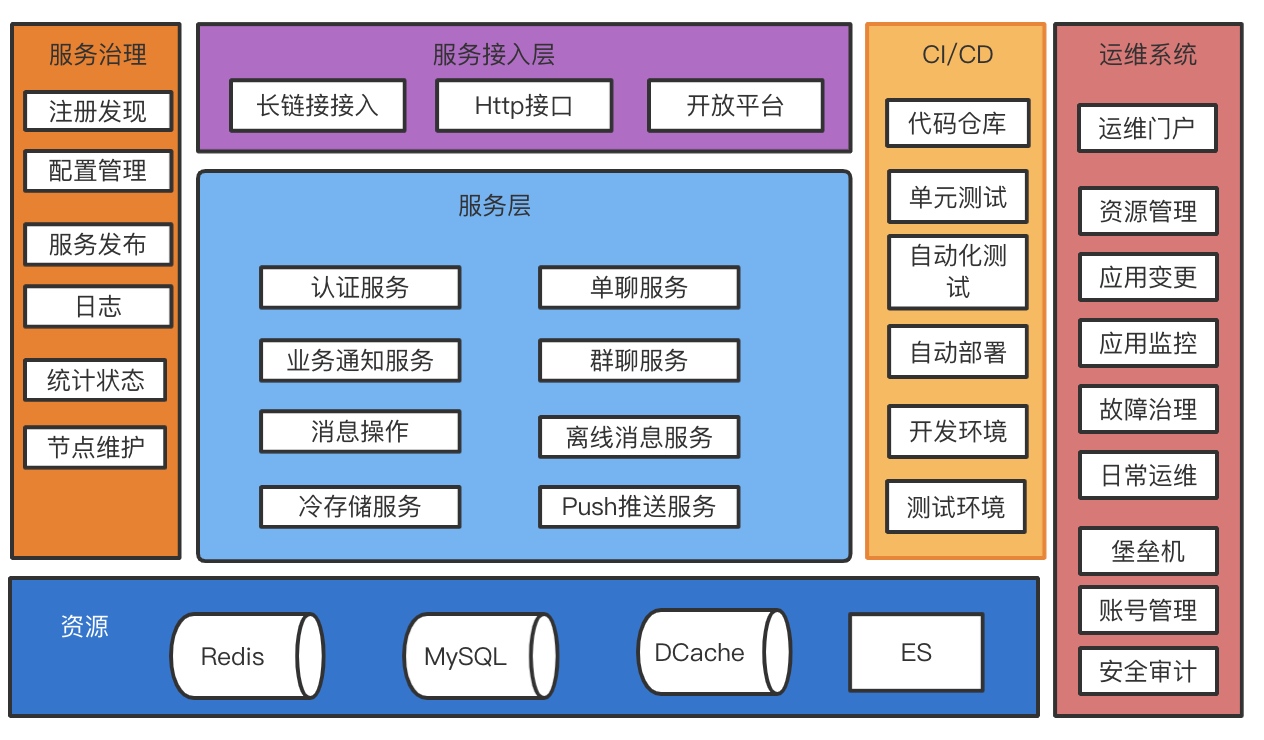 服务治理
注册发现
配置管理
服务发布
日志
统计状态
节点维护
服务接入层
长链接接入
Http接口
开放平台
服务层
认证服务
单聊服务
业务通知服务
群聊服务
消息操作
离线消息服务
冷存储服务
Push推送服务
CI/CD
代码仓库
单元测试
自动化测
试
自动部署
开发环境
测试环境
运维系统
运维门户
资源管理
应用变更
应用监控
故障治理
日常运维
堡垒机
账号管理
安全审计
资源
Redis
MySQL
DCache
ES